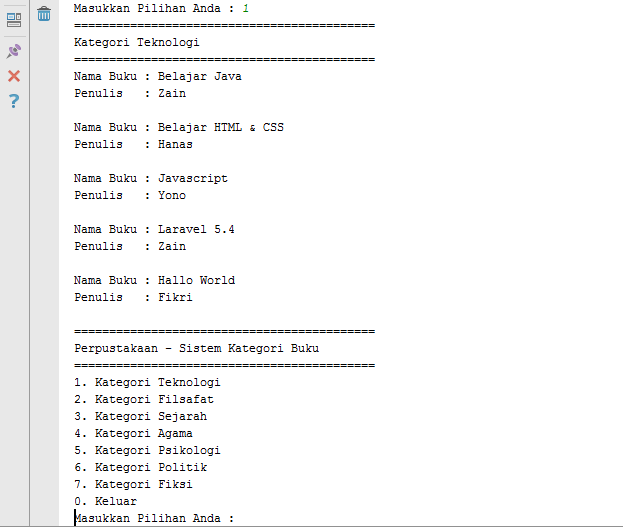 Masukkan Pilihan Anda : 1
===========================================
Kategori Teknologi
===========================================
Nama Buku : Belajar Java
Penulis   : Zain

Nama Buku : Belajar HTML & CSS
Penulis   : Hanas

Nama Buku : Javascript
Penulis   : Yono

Nama Buku : Laravel 5.4
Penulis   : Zain

Nama Buku : Hallo World
Penulis   : Fikri

===========================================
Perpustakaan - Sistem Kategori Buku
===========================================
1. Kategori Teknologi
2. Kategori Filsafat
3. Kategori Sejarah
4. Kategori Agama
5. Kategori Psikologi
6. Kategori Politik
7. Kategori Fiksi
0. Keluar
Masukkan Pilihan Anda :